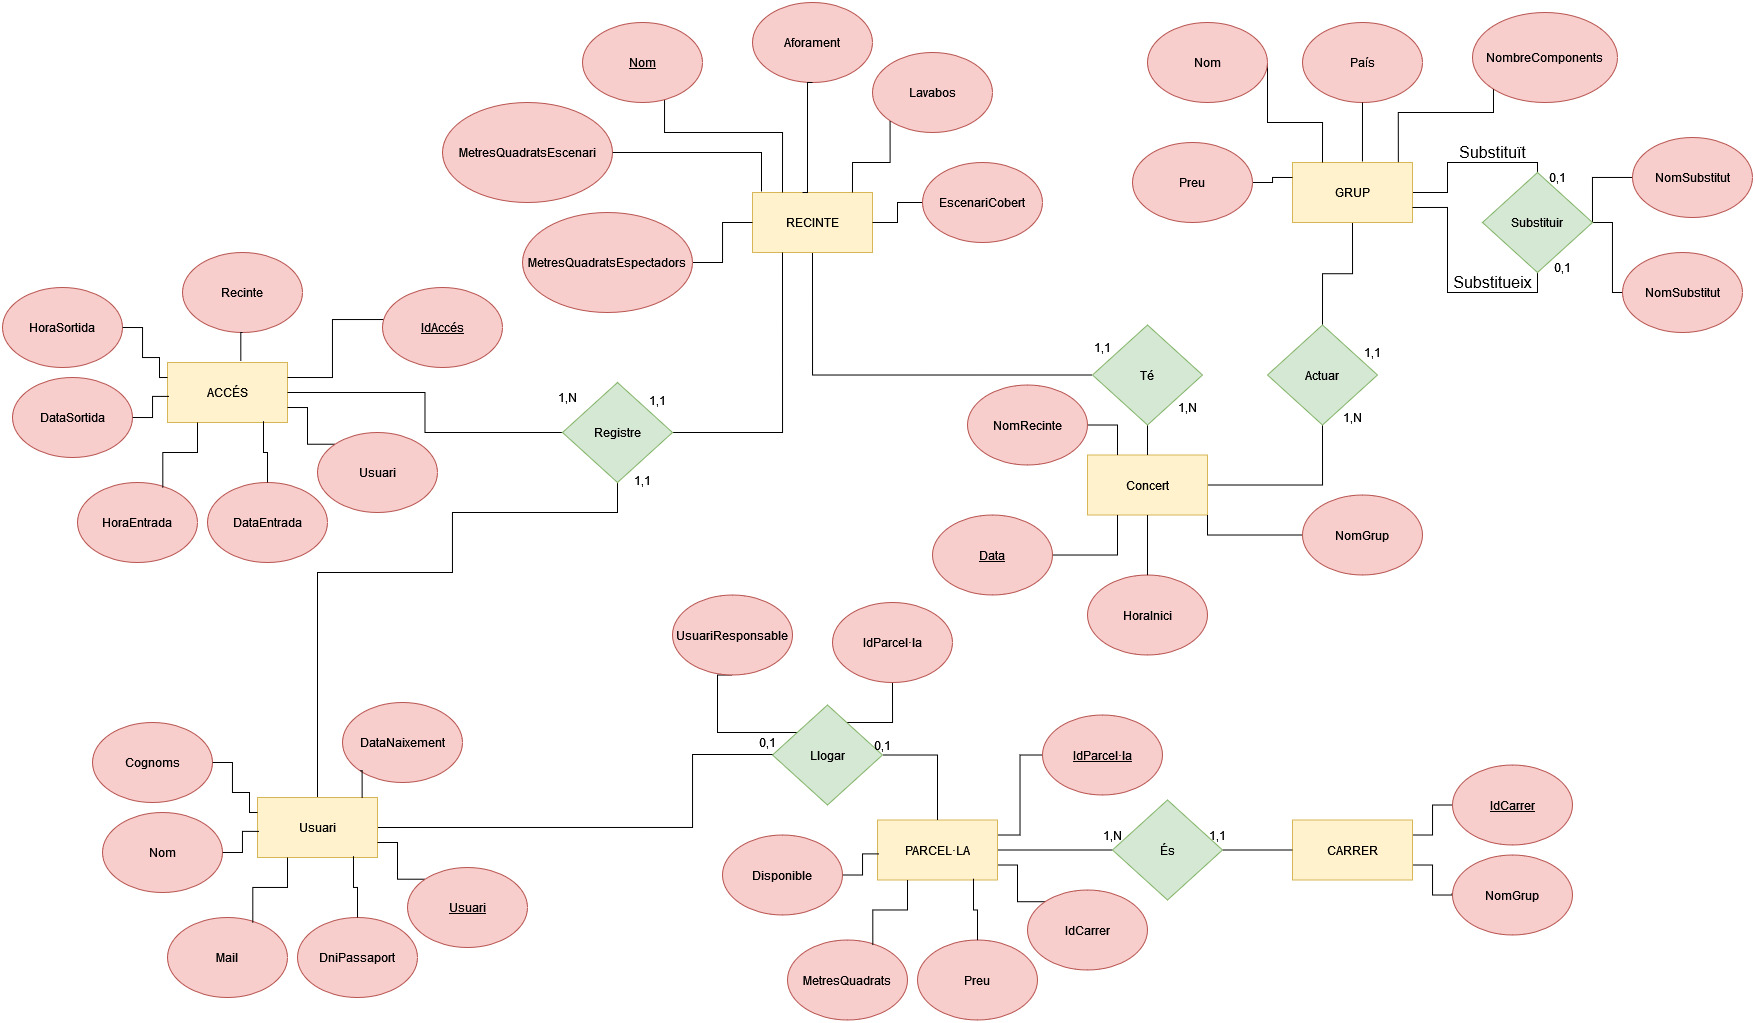 Nom
Aforament
Lavabos
MetresQuadratsEscenari
EscenariCobert
RECINTE
MetresQuadratsEspectadors
Nom
País
NombreComponents
Preu
GRUP
Substituït
0,1
Substituir
NomSubstitut
NomSubstitut
0,1
Substitueix
HoraSortida
Recinte
IdAccés
ACCÉS
DataSortida
Usuari
HoraEntrada
DataEntrada
1,N
1,1
Registre
1,1
1,1
Té
1,N
1,1
Actuar
1,N
NomRecinte
Concert
Data
HoraInici
NomGrup
UsuariResponsable
IdParcel·la
0,1
Llogar
0,1
Cognoms
DataNaixement
Nom
Usuari
Usuari
Mail
DniPassaport
IdParcel·la
Disponible
PARCEL·LA
1,N
És
1,1
CARRER
IdCarrer
NomGrup
IdCarrer
MetresQuadrats
Preu